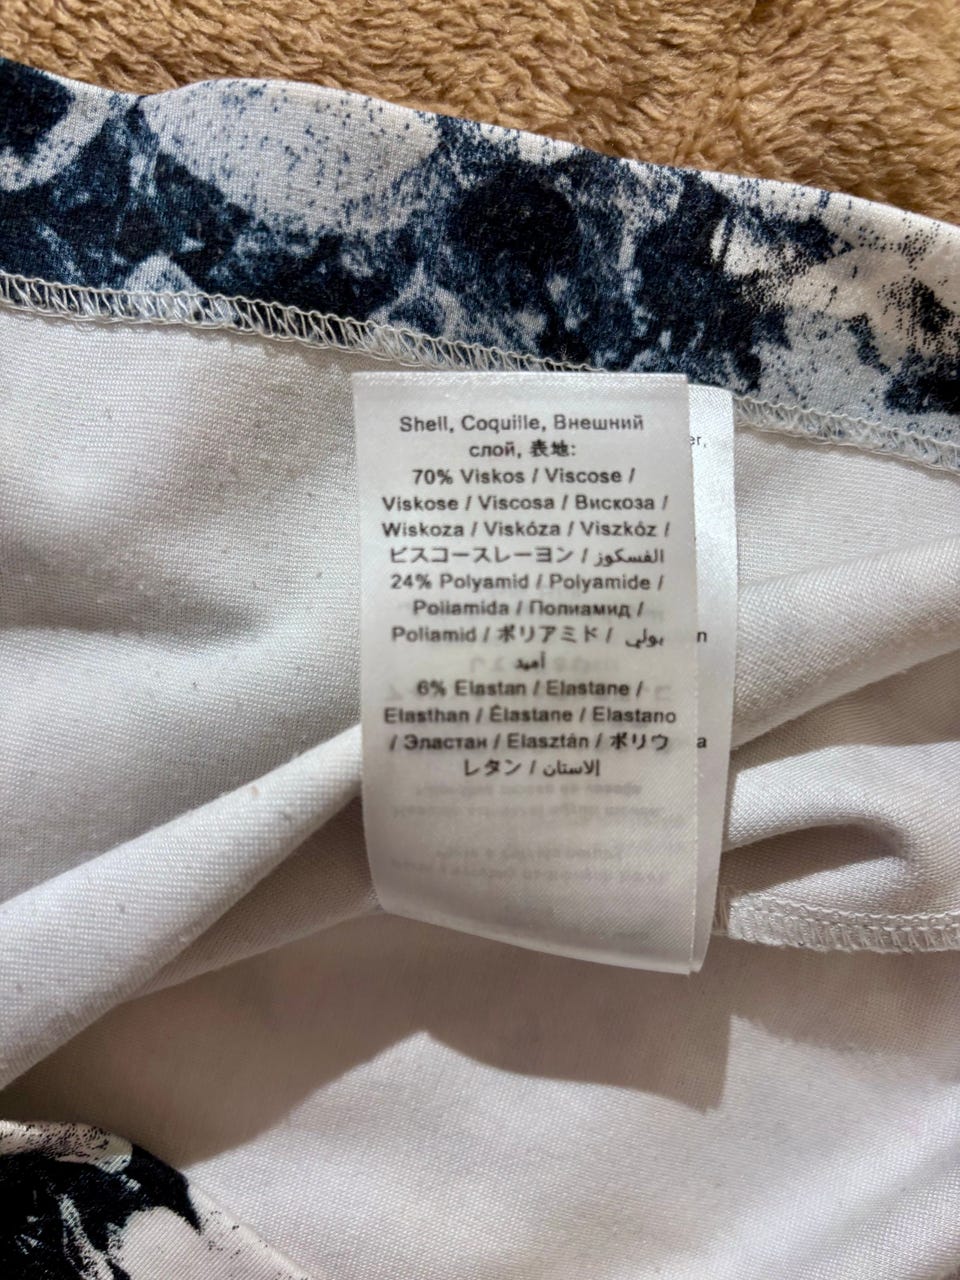 Shell, Coquille, Внешний
слой, 表地:
70% Viskos / Viscose /
Viskose / Viscosa / Вискоза /
Wiskoza / Viskóza / Viszkóz /
ビスコースレーヨン / الفسكوز
24% Polyamid / Polyamide /
Poliamida / Полиамид /
Poliamid / ポリアミド / بولي
أميد
6% Elastan / Elastane /
Elasthan / Élastane / Elastano
/ Эластан / Elasztán / ポリウ
レタン / الاستان